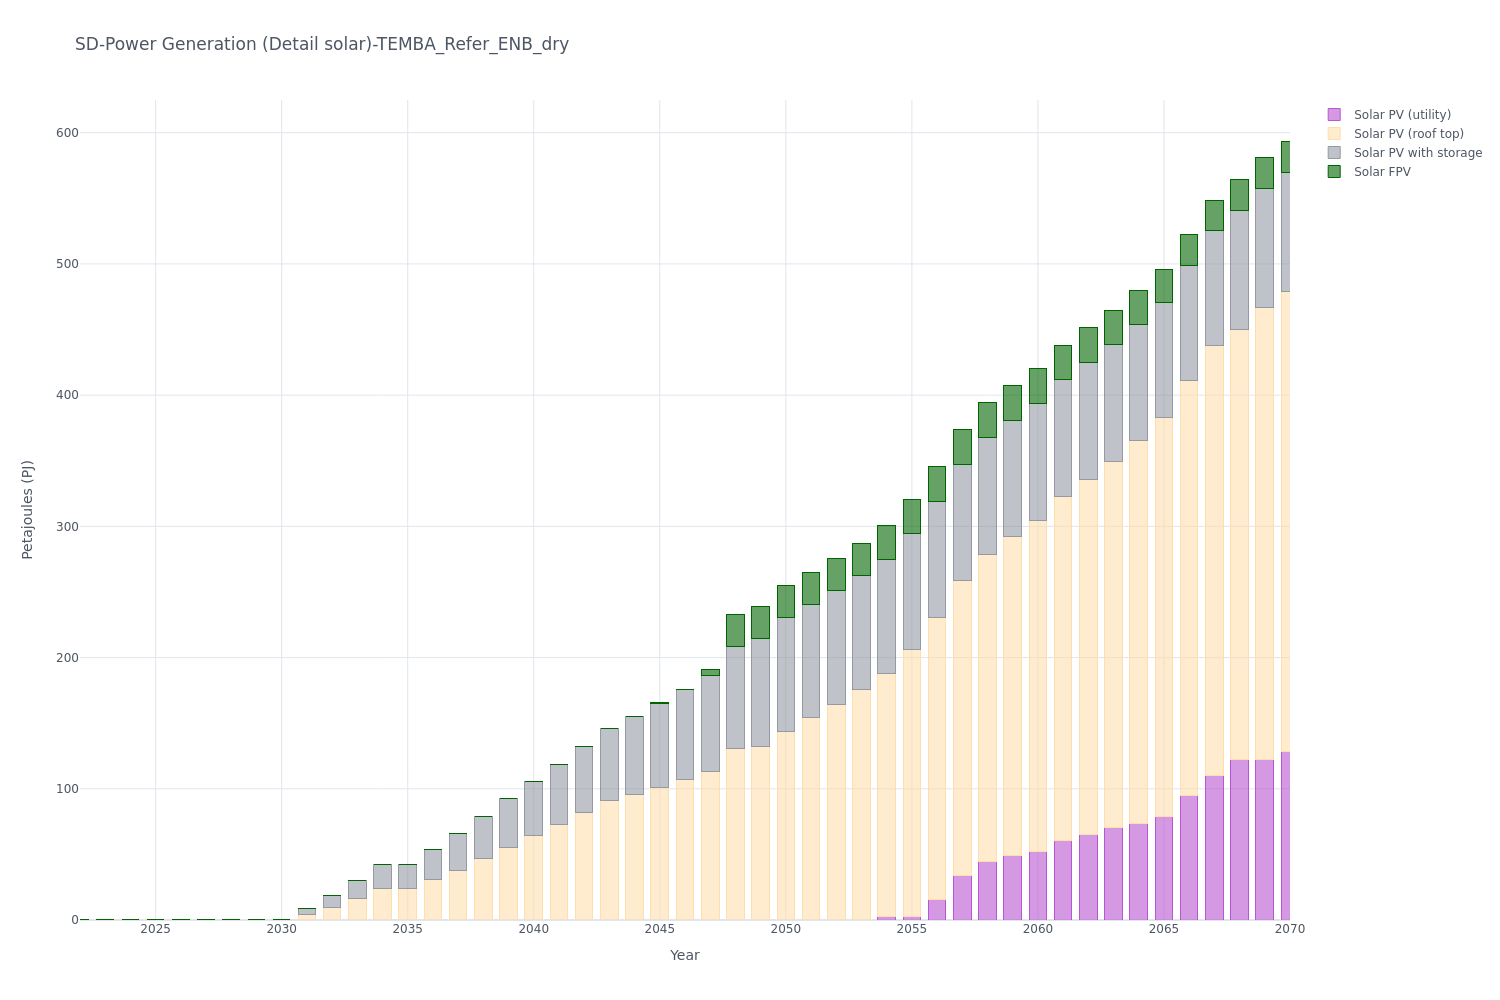 SD-Power Generation (Detail solar)-TEMBA_Refer_ENB_dry
Solar PV (utility)
Solar PV (roof top)
Solar PV with storage
Solar FPV
Petajoules (PJ)
600
500
400
300
200
100
0
2025 2030 2035 2040 2045 2050 2055 2060 2065 2070
Year